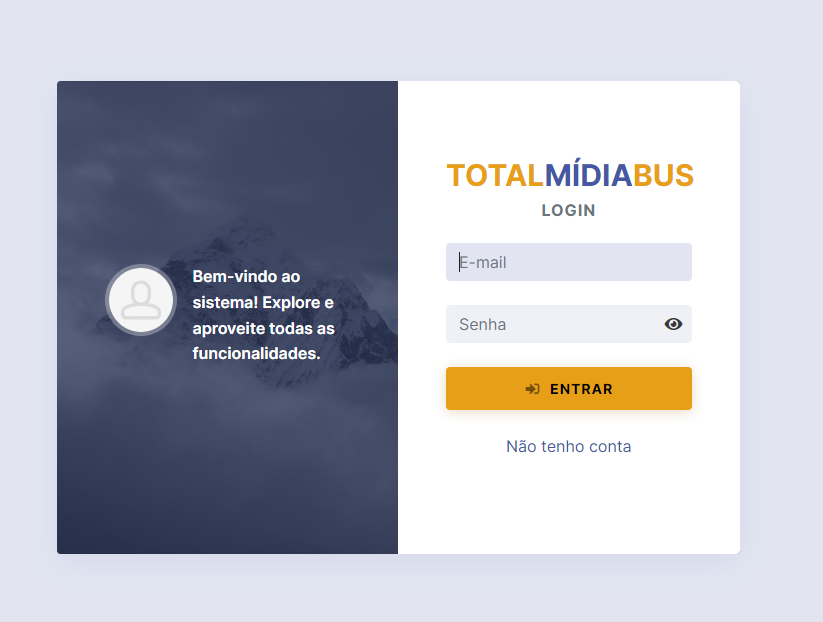 Bem-vindo ao
sistema! Explore e
aproveite todas as
funcionalidades.
TOTALMÍDIABUS
LOGIN
E-mail
Senha
ENTRAR
Não tenho conta